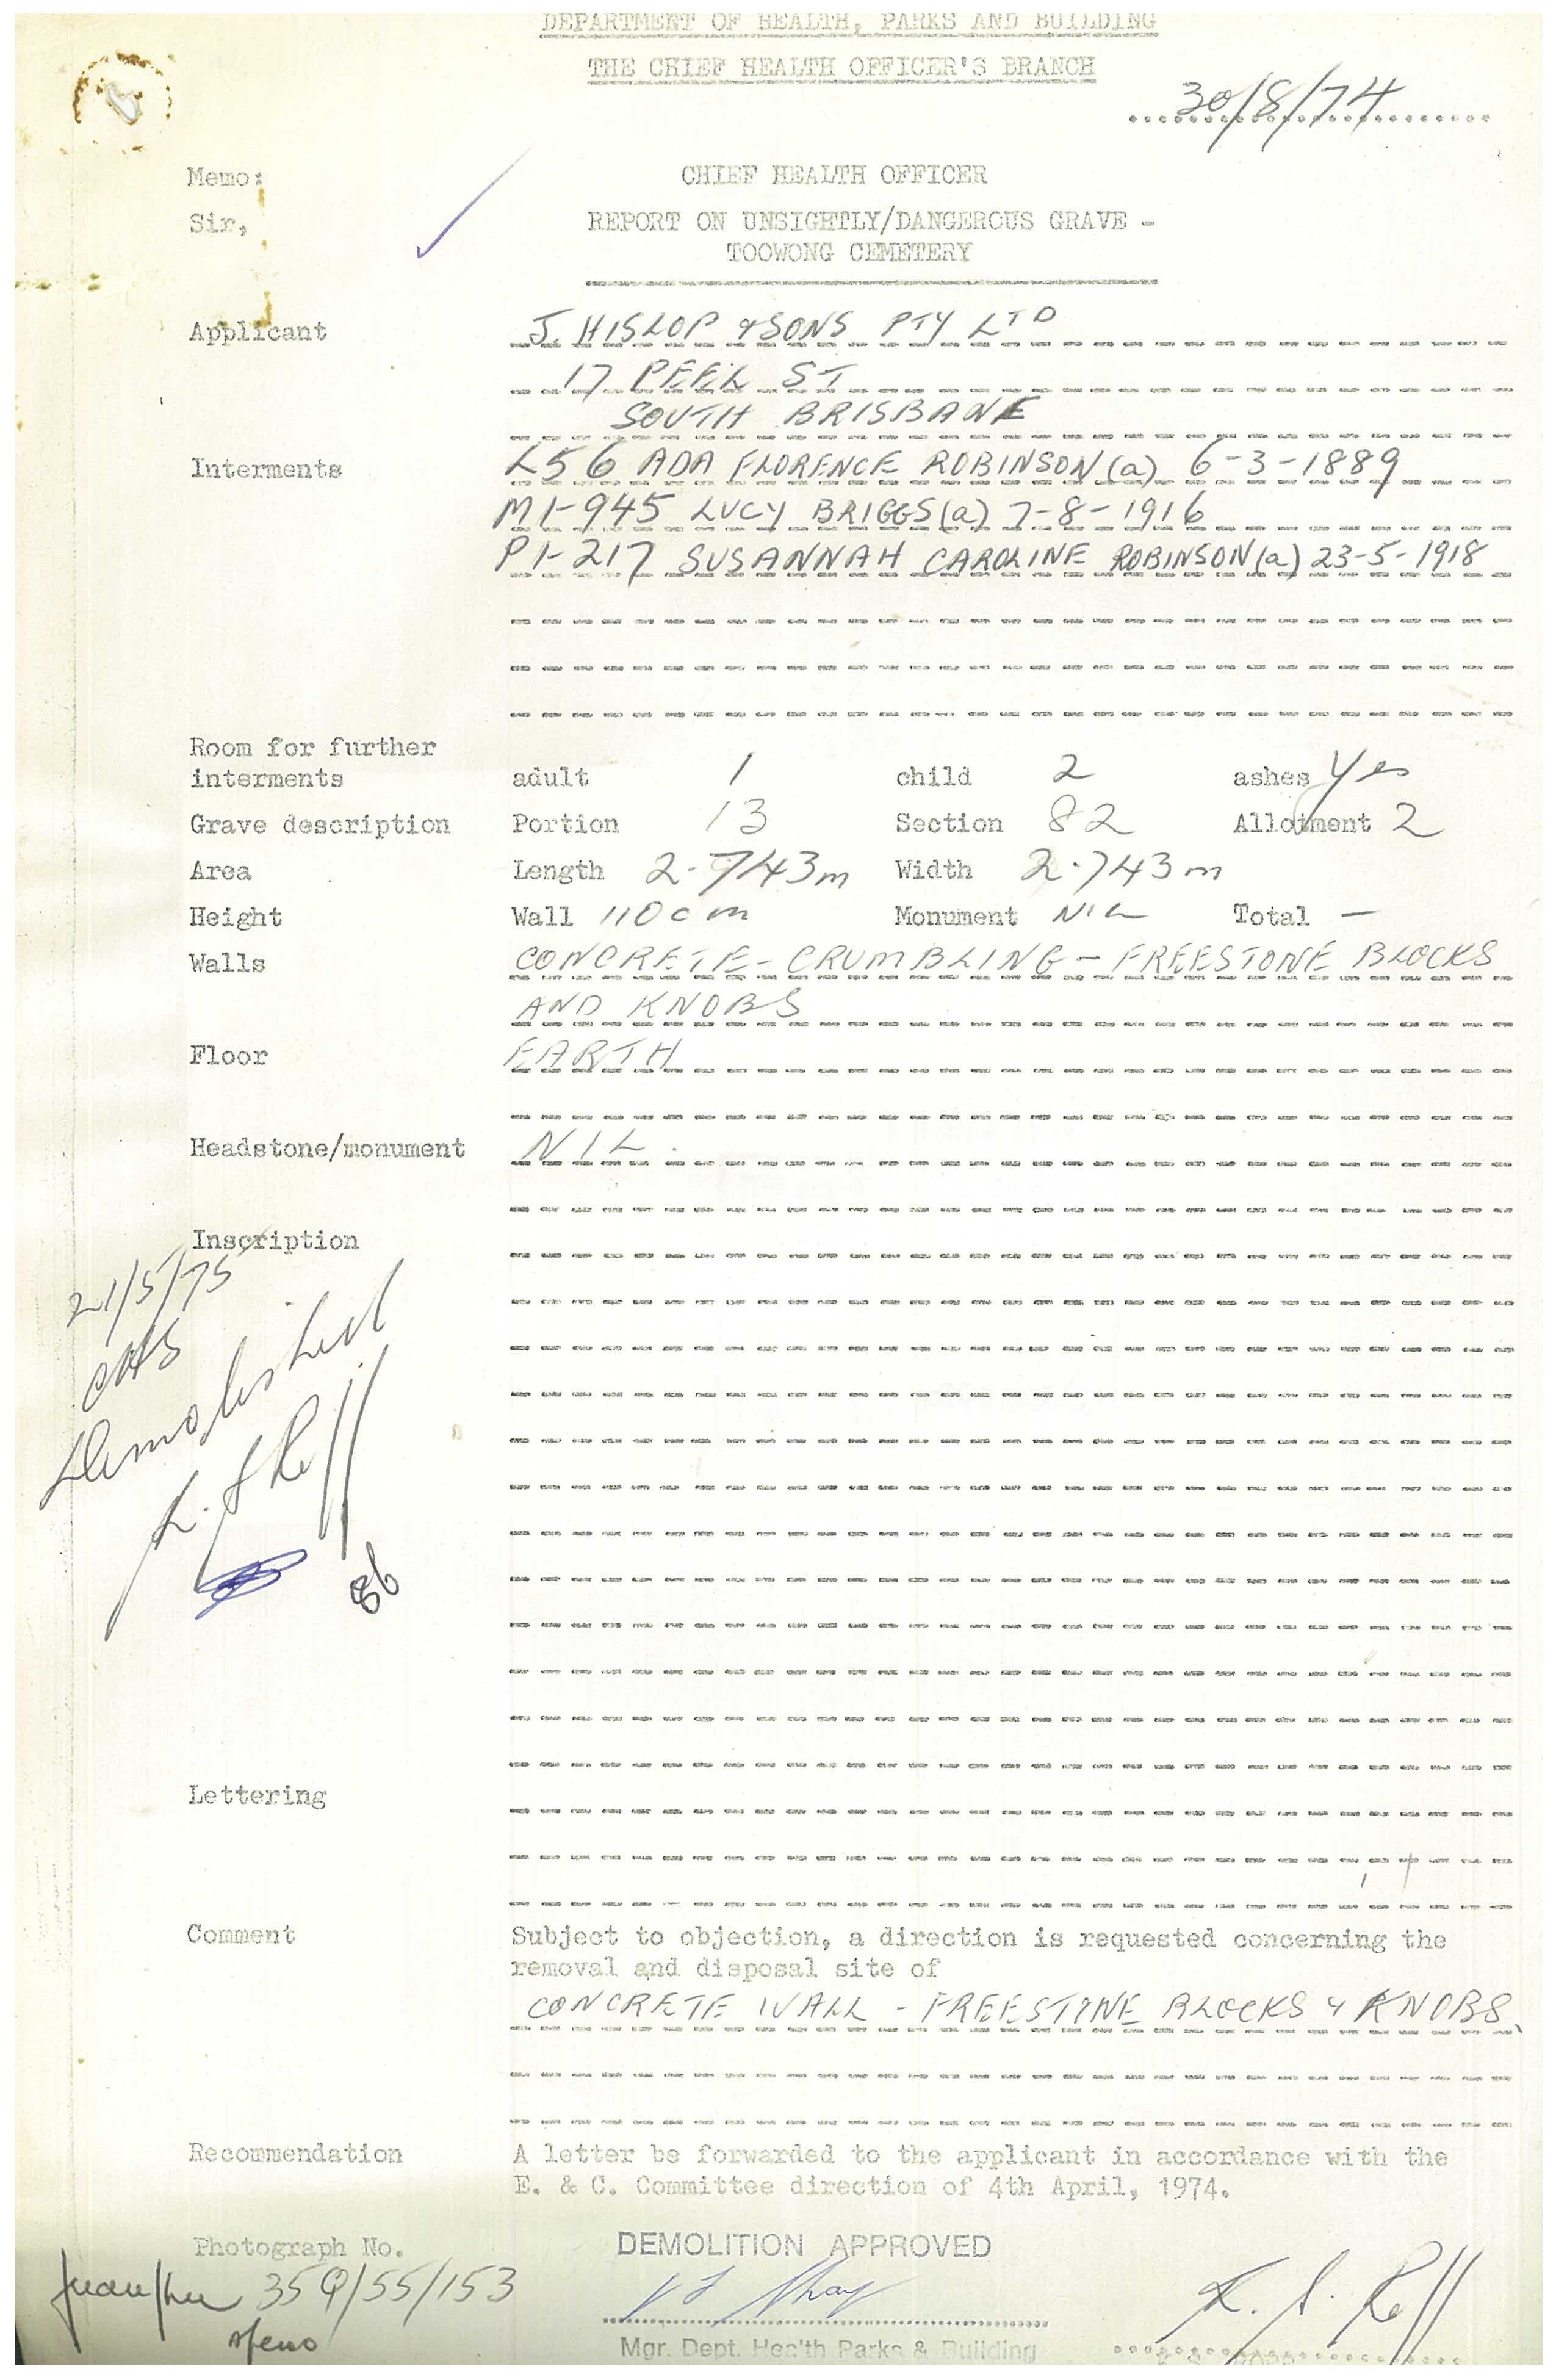 DEPARTMENT OF HEALTH, PARKS AND BUILDING
THE CHIEF HEALTH OFFICER'S BRANCH
30/8/74
Memo: CHIEF HEALTH OFFICER
Sir, REPORT ON UNSIGHTLY/DANGEROUS GRAVE -
TOOWONG CEMETERY
Applicant J. HISLOP & SONS PTY LTD
17 PEEL ST
SOUTH BRISBANE
Interments L56 ADA FLORENCE ROBINSON (a) 6-3-1889
M1-945 LUCY BRIGGS (a) 7-8-1916
P1-217 SUSANNAH CAROLINE ROBINSON (a) 23-5-1918
Room for further
interments adult 1 child 2 ashes Yes
Grave description Portion 13 Section 82 Allotment 2
Area Length 2.743m Width 2.743m
Height Wall 110cm Monument NIL Total —
Walls CONCRETE - CRUMBLING - FREESTONE BLOCKS
AND KNOBS
Floor EARTH
Headstone/monument NIL.
Inscription
21/5/75
Demolished
86
Lettering
Comment Subject to objection, a direction is requested concerning the
removal and disposal site of
CONCRETE WALL - FREESTONE BLOCKS & KNOBS.
Recommendation A letter be forwarded to the applicant in accordance with the
E. & C. Committee direction of 4th April, 1974.
Photograph No. DEMOLITION APPROVED
35Q/55/153
Mgr. Dept. Health Parks & Building